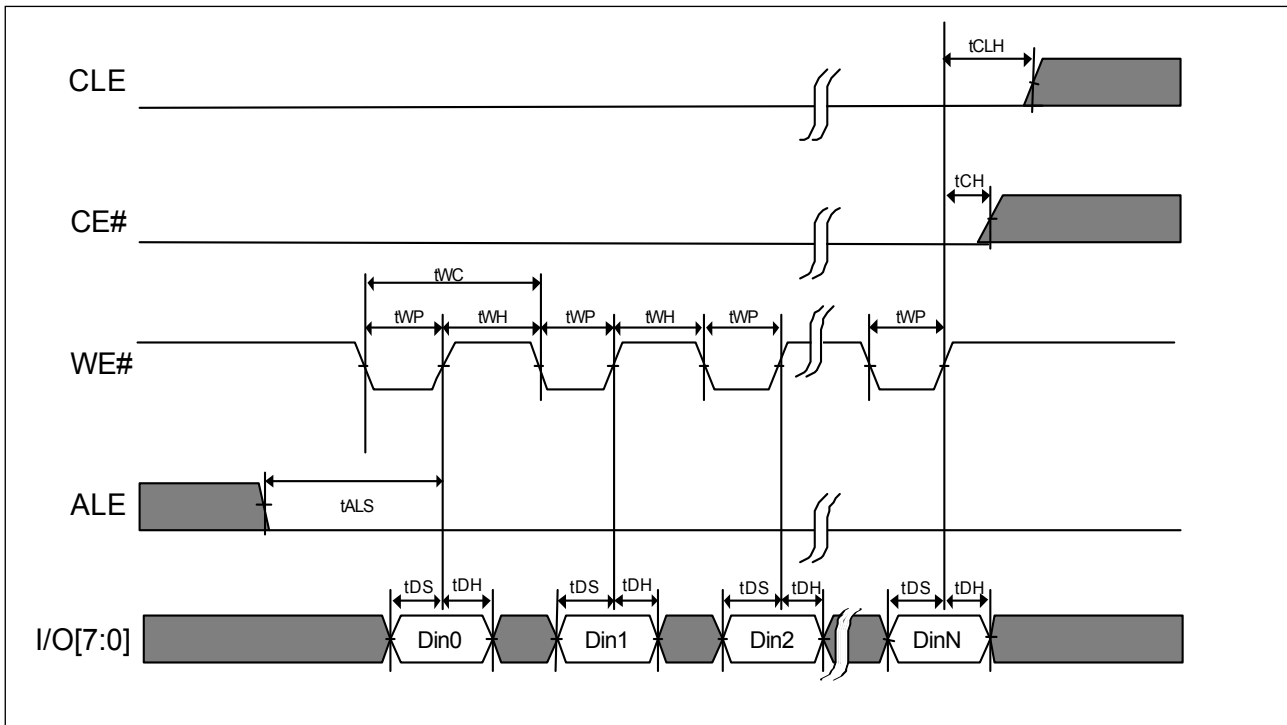 tCLH
CLE
tCH
CE#
tWC
tWP tWH tWP tWH tWP tWP
WE#
ALE
tALS
tDS tDH tDS tDH tDS tDH tDS tDH
I/O[7:0] Din0 Din1 Din2 DinN